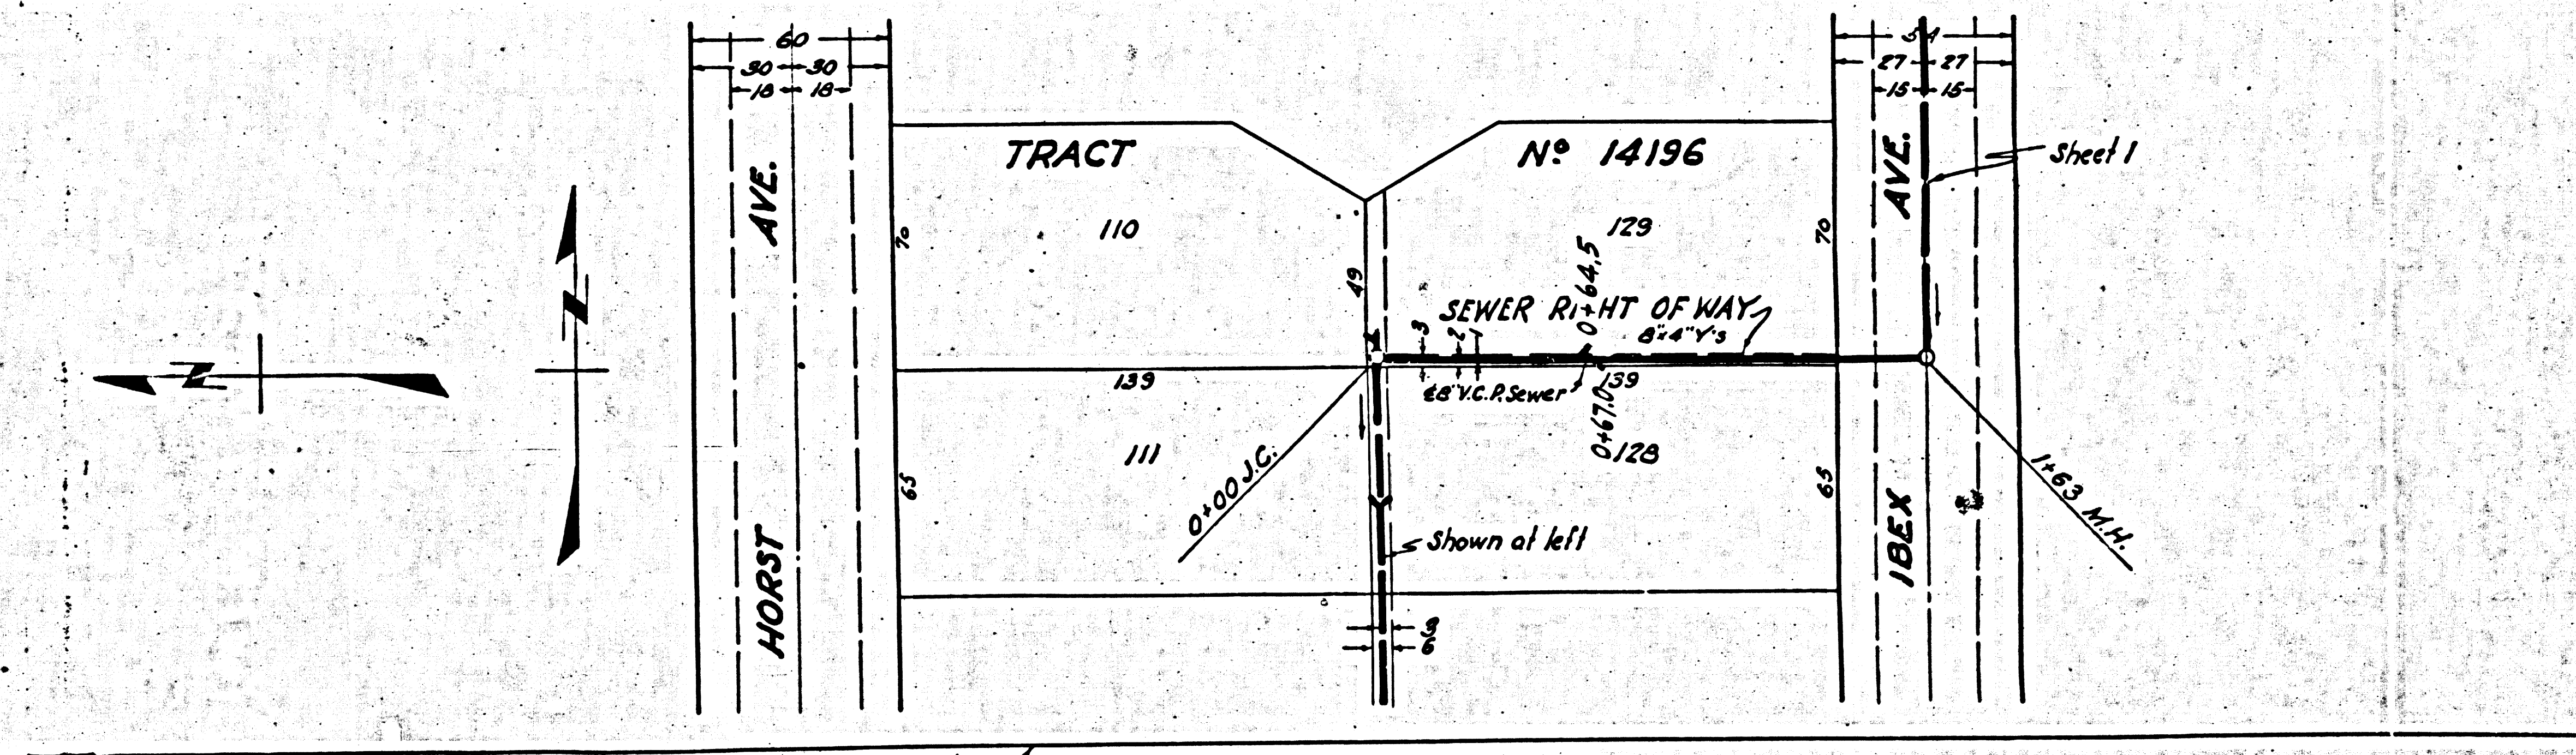 60
30 30
18 18
54
27 27
15 15
TRACT Nº 14196
HORST AVE.
IBEX AVE.
Sheet 1
110
129
70
70
49
0+64.5
SEWER RIGHT OF WAY
8"x4" Y's
3
2
139
139
℄ 8" V.C.P. Sewer
0+67.0
111
128
65
65
0+00 J.C.
1+63 M.H.
Shown at left
3
6
N
N